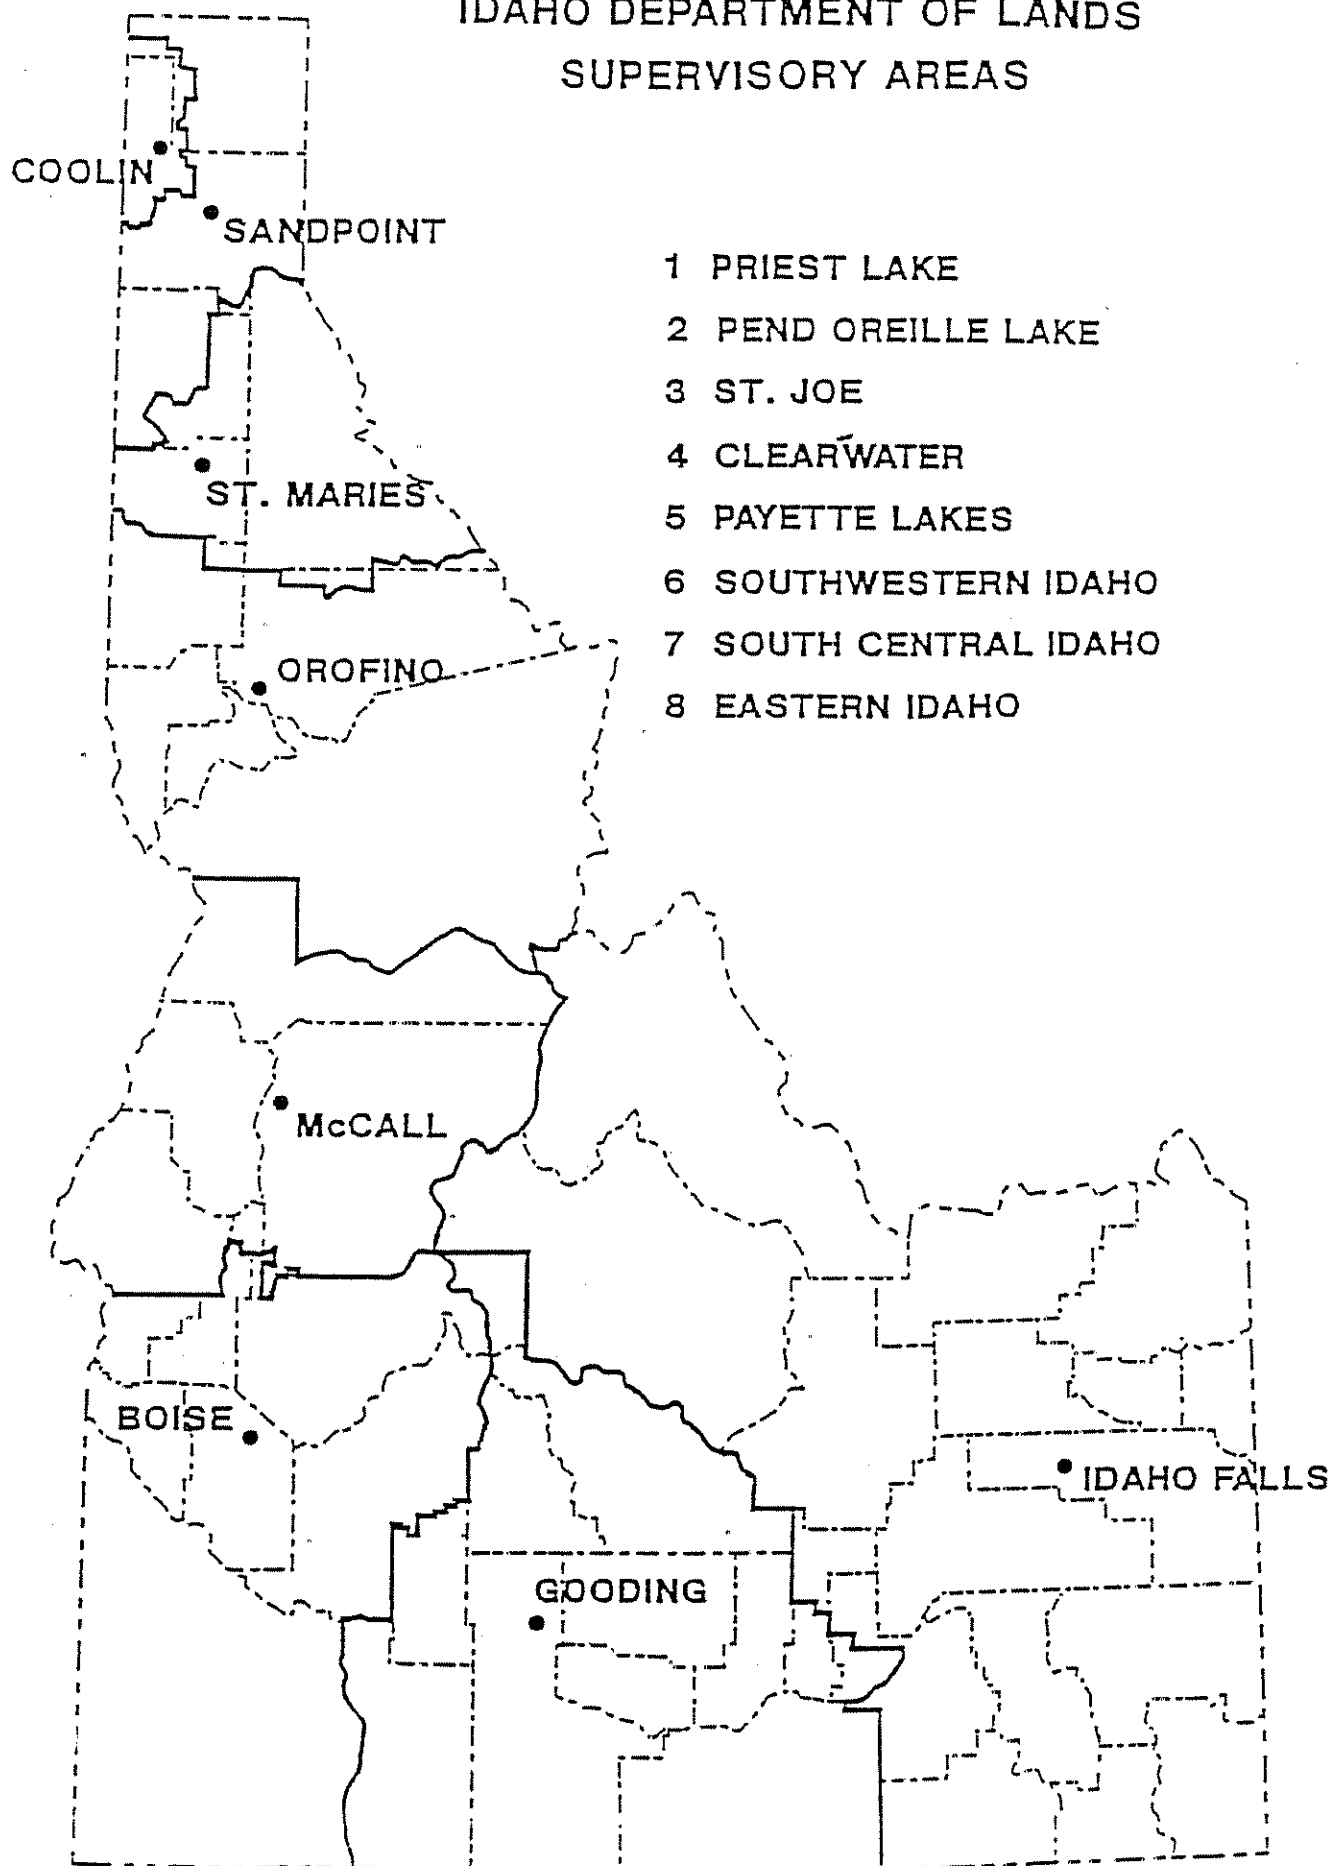 IDAHO DEPARTMENT OF LANDS
SUPERVISORY AREAS
COOLIN
SANDPOINT
1 PRIEST LAKE
2 PEND OREILLE LAKE
3 ST. JOE
4 CLEARWATER
5 PAYETTE LAKES
6 SOUTHWESTERN IDAHO
7 SOUTH CENTRAL IDAHO
8 EASTERN IDAHO
ST. MARIES
OROFINO
McCALL
BOISE
IDAHO FALLS
GOODING